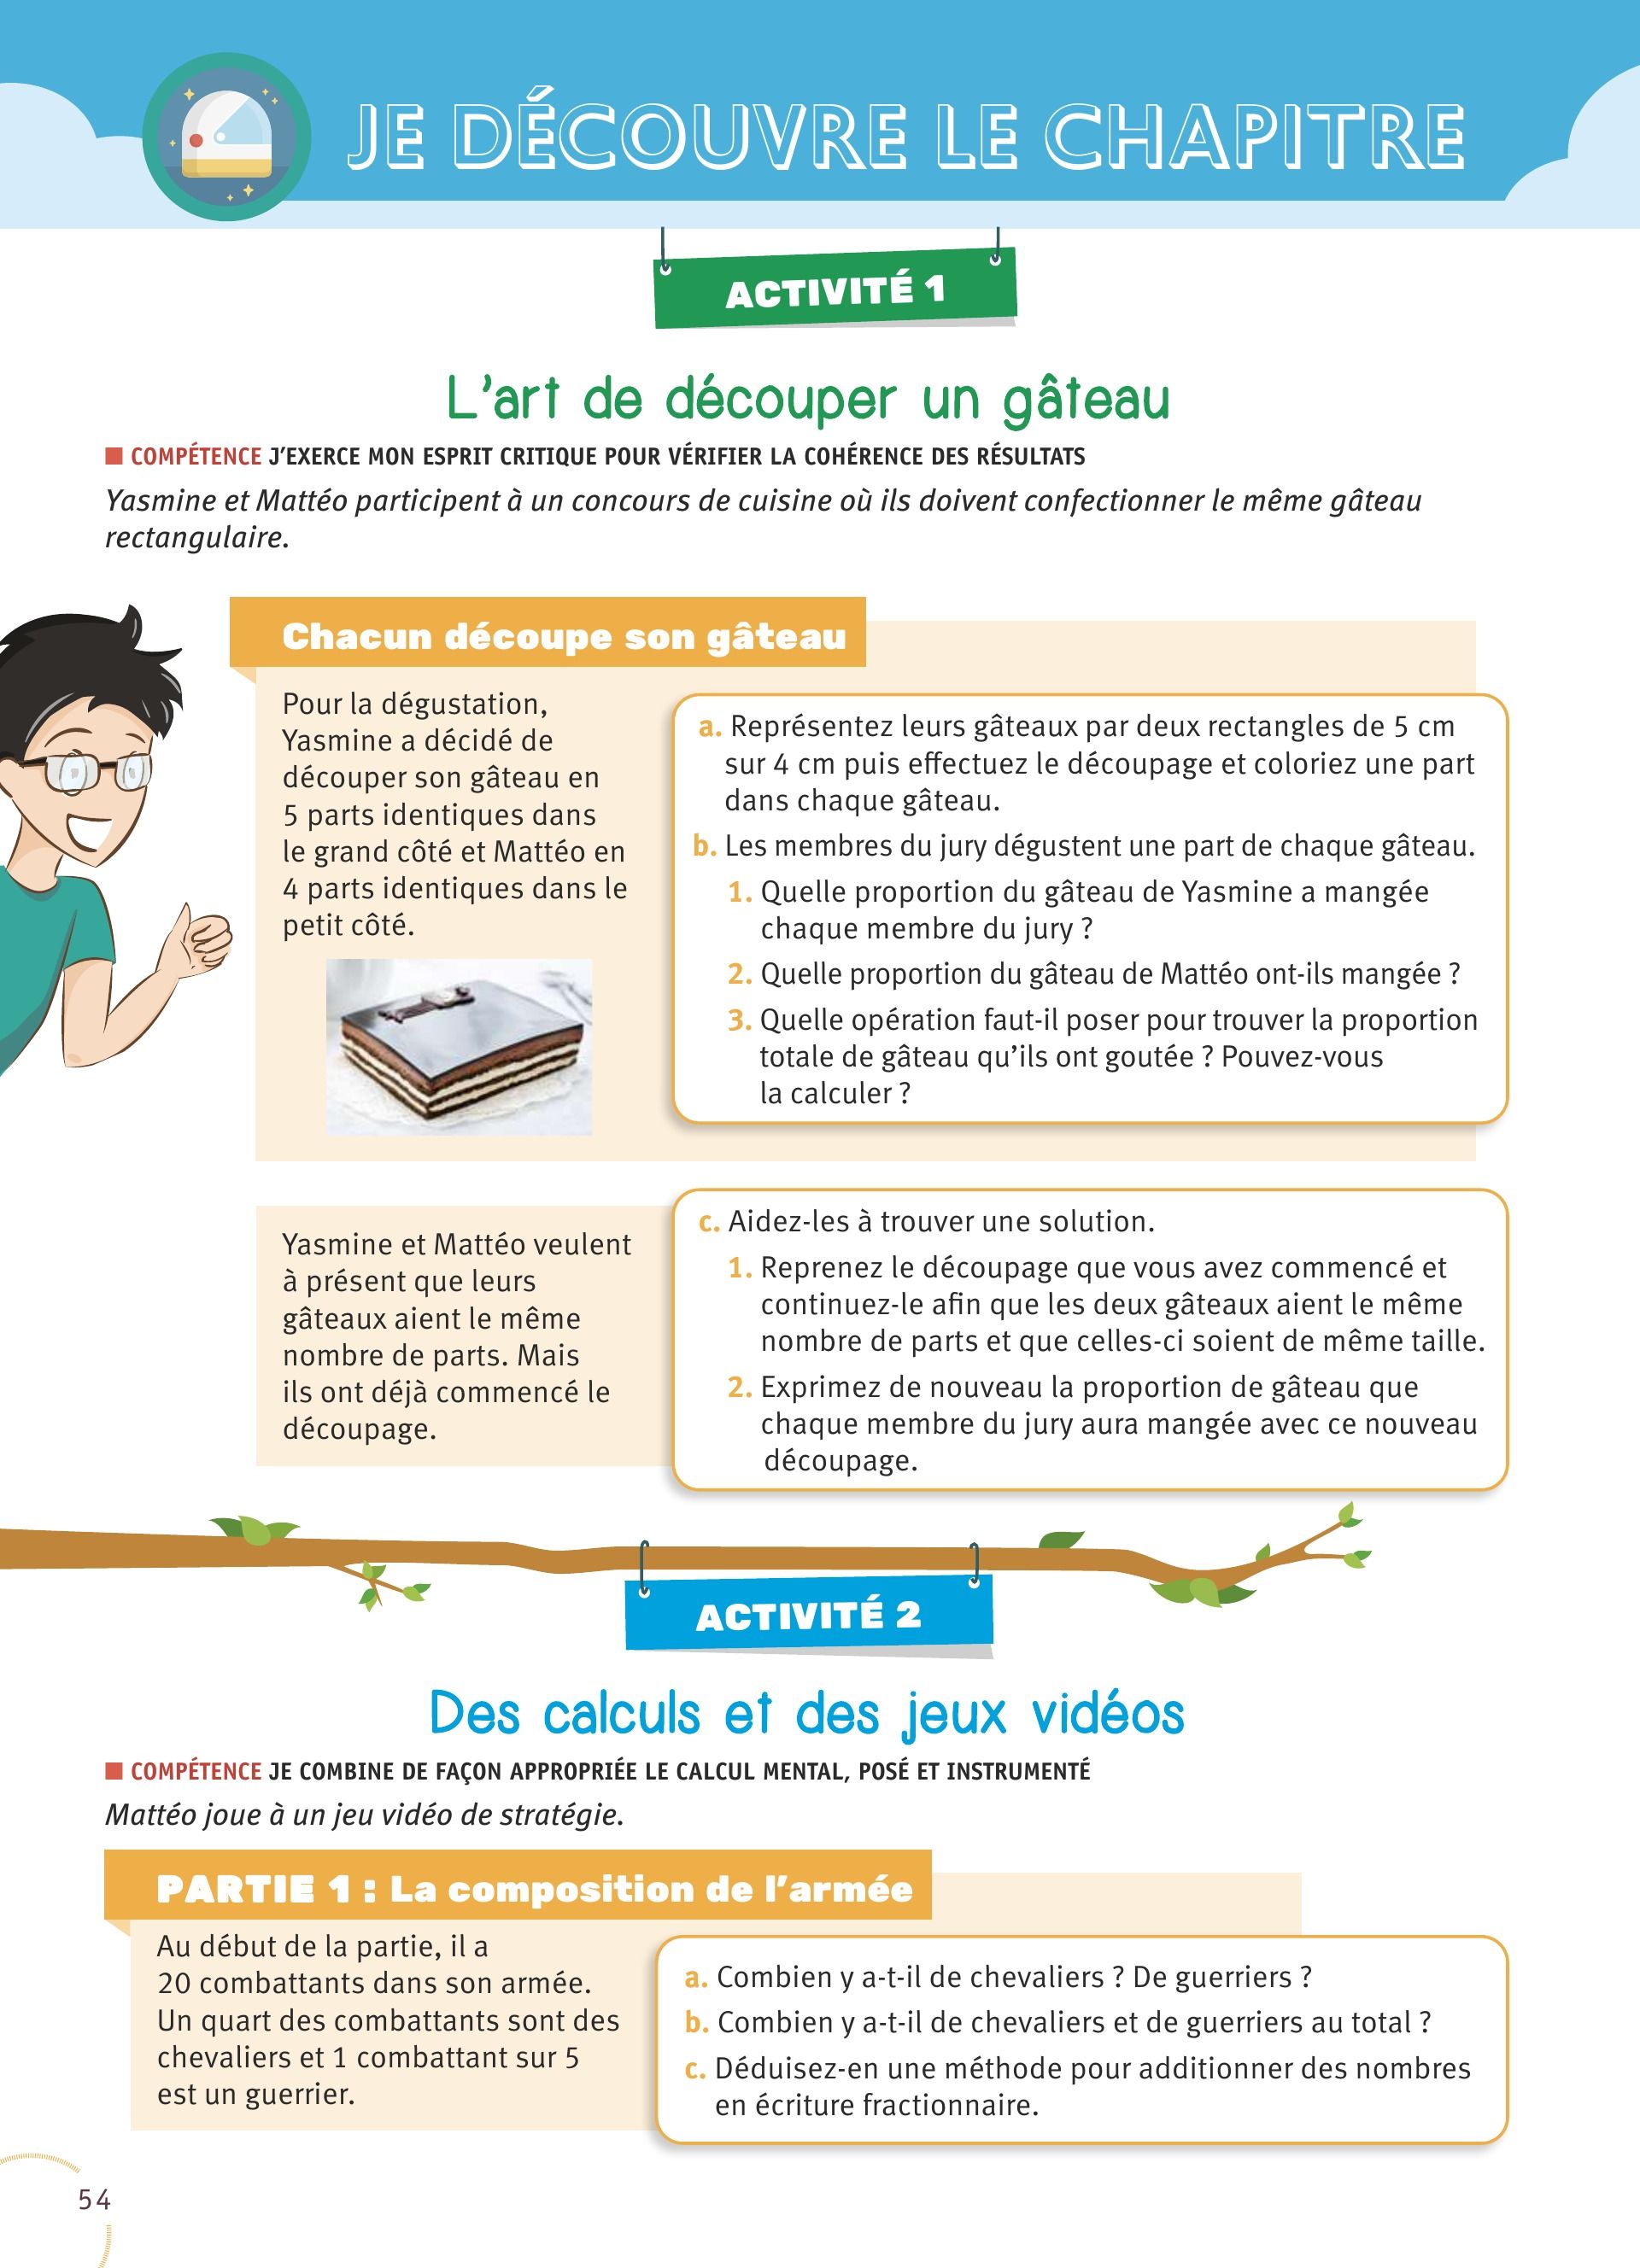 JE DÉCOUVRE LE CHAPITRE
ACTIVITÉ 1
L'art de découper un gâteau
COMPÉTENCE J'EXERCE MON ESPRIT CRITIQUE POUR VÉRIFIER LA COHÉRENCE DES RÉSULTATS
Yasmine et Mattéo participent à un concours de cuisine où ils doivent confectionner le même gâteau
rectangulaire.
Chacun découpe son gâteau
Pour la dégustation,
Yasmine a décidé de
découper son gâteau en
5 parts identiques dans
le grand côté et Mattéo en
4 parts identiques dans le
petit côté.
a. Représentez leurs gâteaux par deux rectangles de 5 cm
sur 4 cm puis effectuez le découpage et coloriez une part
dans chaque gâteau.
b. Les membres du jury dégustent une part de chaque gâteau.
1. Quelle proportion du gâteau de Yasmine a mangée
chaque membre du jury ?
2. Quelle proportion du gâteau de Mattéo ont-ils mangée ?
3. Quelle opération faut-il poser pour trouver la proportion
totale de gâteau qu'ils ont goutée ? Pouvez-vous
la calculer ?
Yasmine et Mattéo veulent
à présent que leurs
gâteaux aient le même
nombre de parts. Mais
ils ont déjà commencé le
découpage.
c. Aidez-les à trouver une solution.
1. Reprenez le découpage que vous avez commencé et
continuez-le afin que les deux gâteaux aient le même
nombre de parts et que celles-ci soient de même taille.
2. Exprimez de nouveau la proportion de gâteau que
chaque membre du jury aura mangée avec ce nouveau
découpage.
ACTIVITÉ 2
Des calculs et des jeux vidéos
COMPÉTENCE JE COMBINE DE FAÇON APPROPRIÉE LE CALCUL MENTAL, POSÉ ET INSTRUMENTÉ
Mattéo joue à un jeu vidéo de stratégie.
PARTIE 1 : La composition de l'armée
Au début de la partie, il a
20 combattants dans son armée.
Un quart des combattants sont des
chevaliers et 1 combattant sur 5
est un guerrier.
a. Combien y a-t-il de chevaliers ? De guerriers ?
b. Combien y a-t-il de chevaliers et de guerriers au total ?
c. Déduisez-en une méthode pour additionner des nombres
en écriture fractionnaire.
54